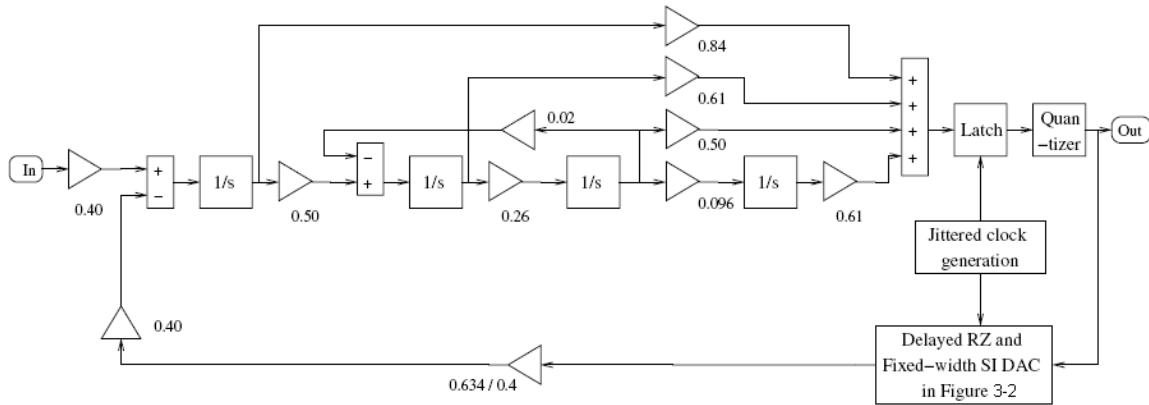 0.84
0.61
0.02
0.50
In
0.40
+
−
1/s
0.50
−
+
1/s
0.26
1/s
0.096
1/s
0.61
+
+
+
+
Latch
Quan
−tizer
Out
Jittered clock
generation
0.40
0.634 / 0.4
Delayed RZ and
Fixed−width SI DAC
in Figure 3-2